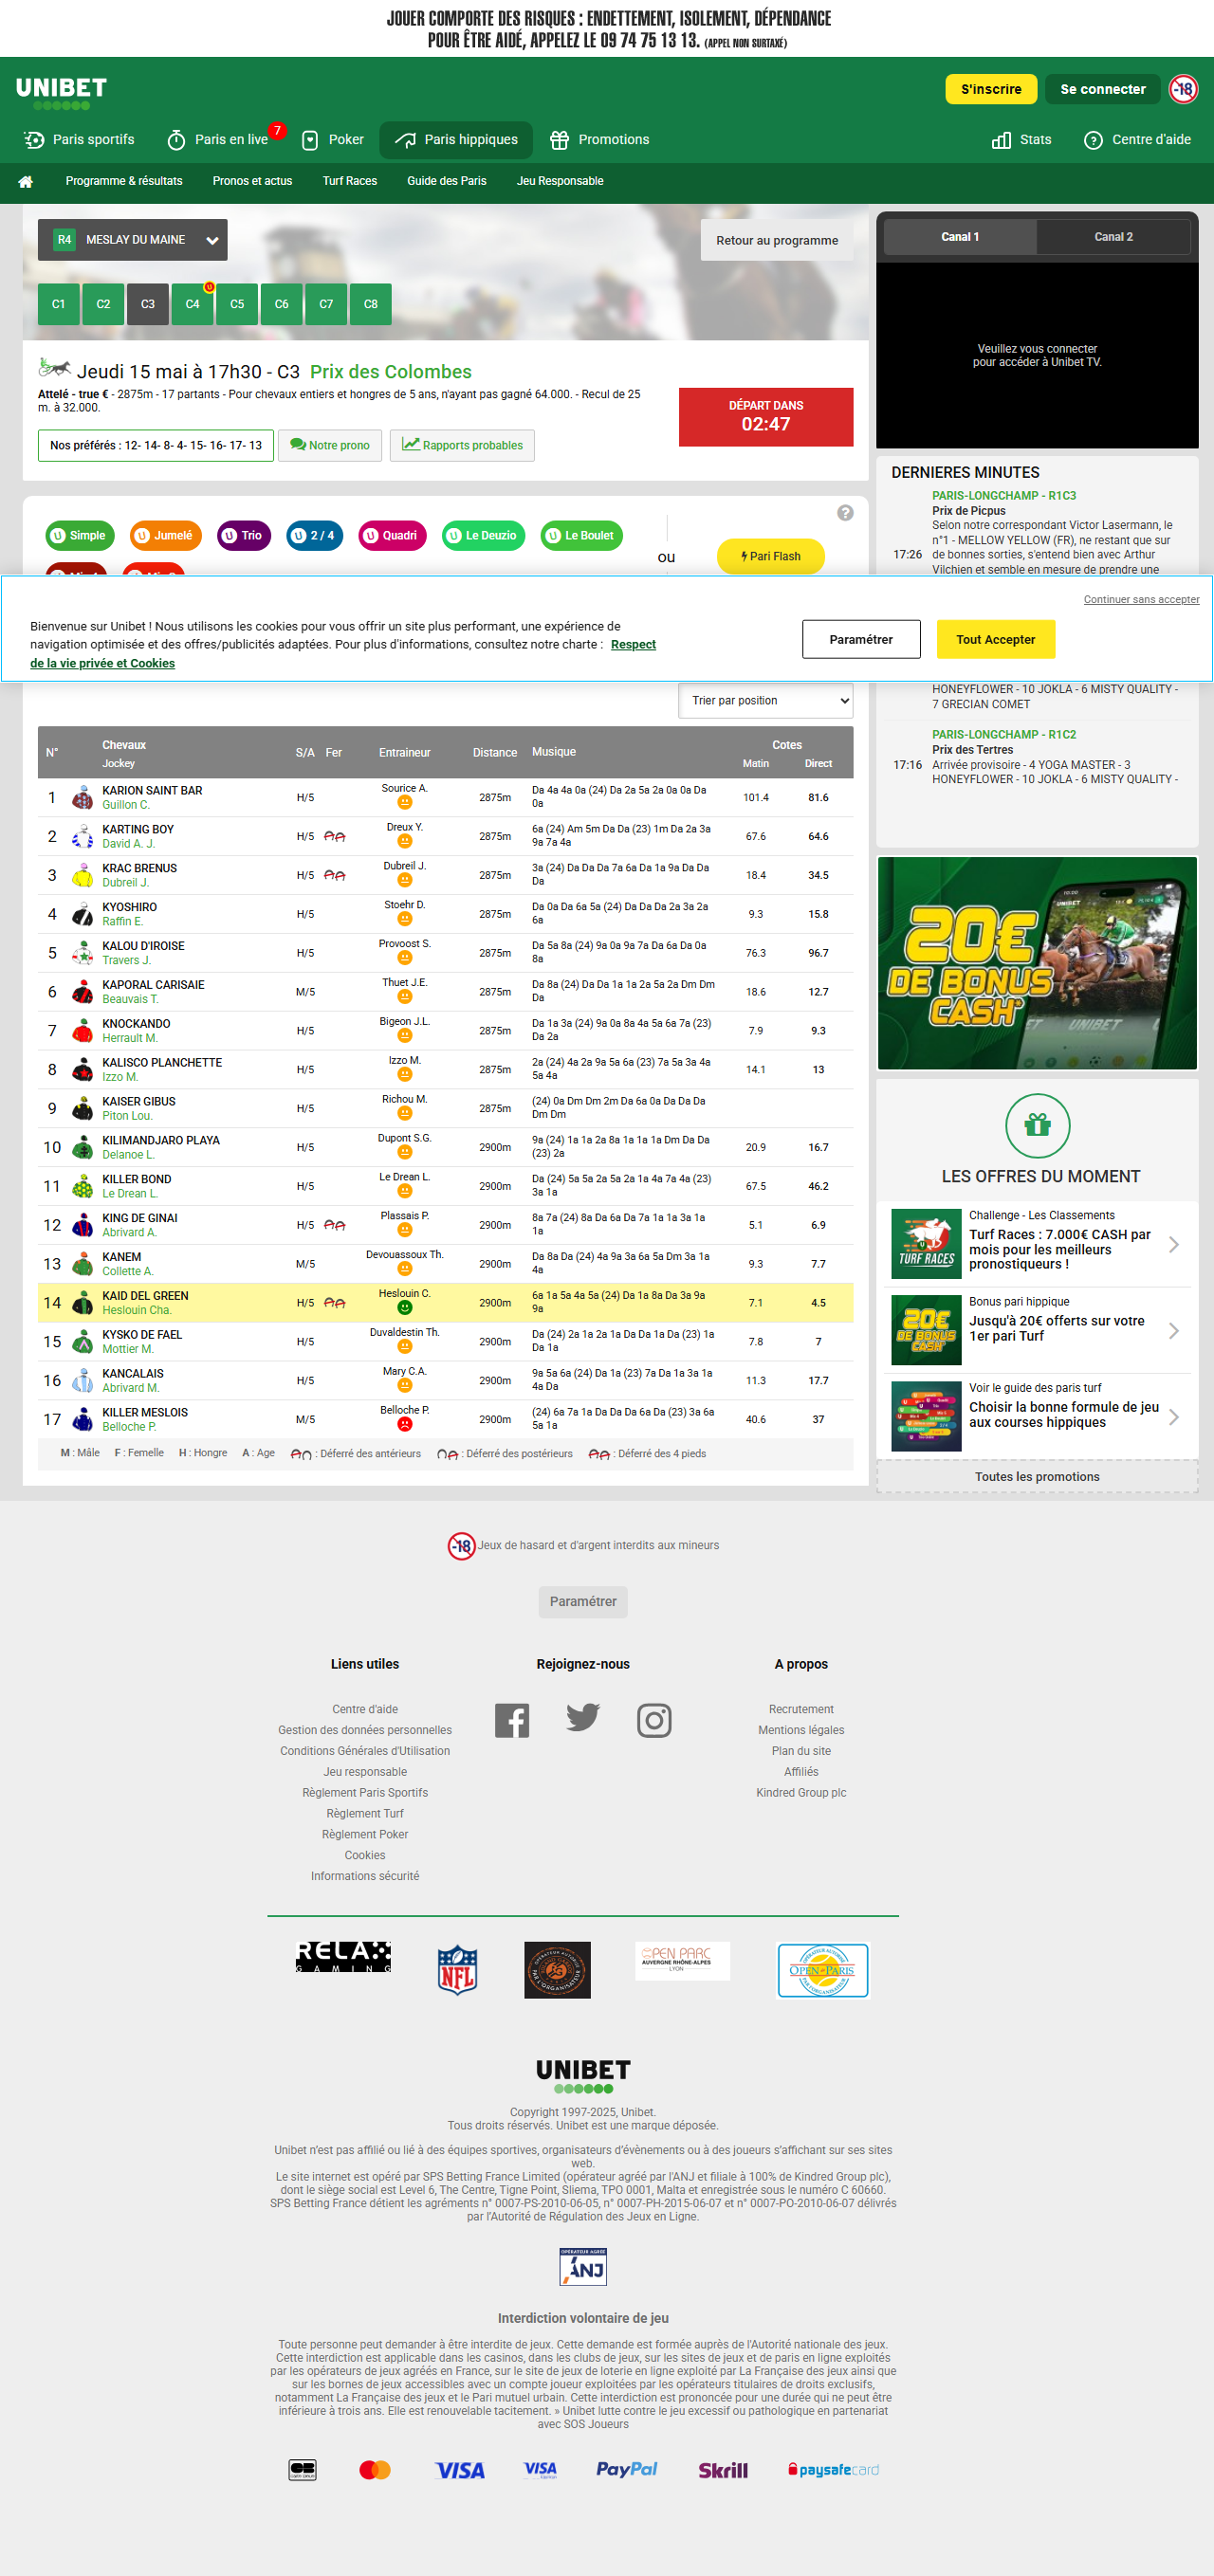 JOUER COMPORTE DES RISQUES : ENDETTEMENT, ISOLEMENT, DÉPENDANCE
POUR ÊTRE AIDÉ, APPELEZ LE 09 74 75 13 13. (APPEL NON SURTAXÉ)
UNIBET
S'inscrire
Se connecter
-18
Paris sportifs
Paris en live
7
Poker
Paris hippiques
Promotions
Stats
Centre d'aide
Programme & résultats
Pronos et actus
Turf Races
Guide des Paris
Jeu Responsable
R4 MESLAY DU MAINE
Retour au programme
C1 C2 C3 C4 C5 C6 C7 C8
Jeudi 15 mai à 17h30 - C3 Prix des Colombes
Attelé - true € - 2875m - 17 partants - Pour chevaux entiers et hongres de 5 ans, n'ayant pas gagné 64.000. - Recul de 25
m. à 32.000.
DÉPART DANS
02:47
Nos préférés : 12- 14- 8- 4- 15- 16- 17- 13
Notre prono
Rapports probables
Simple
Jumelé
Trio
2 / 4
Quadri
Le Deuzio
Le Boulet
ou
Pari Flash
Canal 1
Canal 2
Veuillez vous connecter
pour accéder à Unibet TV.
DERNIERES MINUTES
PARIS-LONGCHAMP - R1C3
Prix de Picpus
17:26
Selon notre correspondant Victor Lasermann, le
n°1 - MELLOW YELLOW (FR), ne restant que sur
de bonnes sorties, s'entend bien avec Arthur
Vilchien et semble en mesure de prendre une
Continuer sans accepter
Bienvenue sur Unibet ! Nous utilisons les cookies pour vous offrir un site plus performant, une expérience de
navigation optimisée et des offres/publicités adaptées. Pour plus d'informations, consultez notre charte : Respect
de la vie privée et Cookies
Paramétrer
Tout Accepter
HONEYFLOWER - 10 JOKLA - 6 MISTY QUALITY -
7 GRECIAN COMET
PARIS-LONGCHAMP - R1C2
Prix des Tertres
17:16
Arrivée provisoire - 4 YOGA MASTER - 3
HONEYFLOWER - 10 JOKLA - 6 MISTY QUALITY -
Trier par position
N° Chevaux Jockey S/A Fer Entraineur Distance Musique Cotes Matin Direct
1 KARION SAINT BAR Guillon C. H/5 Sourice A. 2875m Da 4a 4a 0a (24) Da 2a 5a 2a 0a 0a Da 0a 101.4 81.6
2 KARTING BOY David A. J. H/5 Dreux Y. 2875m 6a (24) Am 5m Da Da (23) 1m Da 2a 3a 9a 7a 4a 67.6 64.6
3 KRAC BRENUS Dubreil J. H/5 Dubreil J. 2875m 3a (24) Da Da Da 7a 6a Da 1a 9a Da Da Da 18.4 34.5
4 KYOSHIRO Raffin E. H/5 Stoehr D. 2875m Da 0a Da 6a 5a (24) Da Da Da 2a 3a 2a 6a 9.3 15.8
5 KALOU D'IROISE Travers J. H/5 Provoost S. 2875m Da 5a 8a (24) 9a 0a 9a 7a Da 6a Da 0a 8a 76.3 96.7
6 KAPORAL CARISAIE Beauvais T. M/5 Thuet J.E. 2875m Da 8a (24) Da Da 1a 1a 2a 5a 2a Dm Dm Da 18.6 12.7
7 KNOCKANDO Herrault M. H/5 Bigeon J.L. 2875m Da 1a 3a (24) 9a 0a 8a 4a 5a 6a 7a (23) Da 2a 7.9 9.3
8 KALISCO PLANCHETTE Izzo M. H/5 Izzo M. 2875m 2a (24) 4a 2a 9a 5a 6a (23) 7a 5a 3a 4a 5a 4a 14.1 13
9 KAISER GIBUS Piton Lou. H/5 Richou M. 2875m (24) 0a Dm Dm 2m Da 6a 0a Da Da Da Dm Dm
10 KILIMANDJARO PLAYA Delanoe L. H/5 Dupont S.G. 2900m 9a (24) 1a 1a 2a 8a 1a 1a 1a Dm Da Da (23) 2a 20.9 16.7
11 KILLER BOND Le Drean L. H/5 Le Drean L. 2900m Da (24) 5a 5a 2a 5a 2a 1a 4a 7a 4a (23) 3a 1a 67.5 46.2
12 KING DE GINAI Abrivard A. H/5 Plassais P. 2900m 8a 7a (24) 8a Da 6a Da 7a 1a 1a 3a 1a 1a 5.1 6.9
13 KANEM Collette A. M/5 Devouassoux Th. 2900m Da 8a Da (24) 4a 9a 3a 6a 5a Dm 3a 1a 4a 9.3 7.7
14 KAID DEL GREEN Heslouin Cha. H/5 Heslouin C. 2900m 6a 1a 5a 4a 5a (24) Da 1a 8a Da 3a 9a 9a 7.1 4.5
15 KYSKO DE FAEL Mottier M. H/5 Duvaldestin Th. 2900m Da (24) 2a 1a 2a 1a Da Da 1a Da (23) 1a Da 1a 7.8 7
16 KANCALAIS Abrivard M. H/5 Mary C.A. 2900m 9a 5a 6a (24) Da 1a (23) 7a Da 1a 3a 1a 4a Da 11.3 17.7
17 KILLER MESLOIS Belloche P. M/5 Belloche P. 2900m (24) 6a 7a 1a Da Da Da 6a Da (23) 3a 6a 5a 1a 40.6 37
M : Mâle F : Femelle H : Hongre A : Age : Déferré des antérieurs : Déferré des postérieurs : Déferré des 4 pieds
20€
DE BONUS
CASH*
LES OFFRES DU MOMENT
TURF RACES
Challenge - Les Classements
Turf Races : 7.000€ CASH par
mois pour les meilleurs
pronostiqueurs !
20€
DE BONUS
CASH*
Bonus pari hippique
Jusqu'à 20€ offerts sur votre
1er pari Turf
Voir le guide des paris turf
Choisir la bonne formule de jeu
aux courses hippiques
Toutes les promotions
-18 Jeux de hasard et d'argent interdits aux mineurs
Paramétrer
Liens utiles
Centre d'aide
Gestion des données personnelles
Conditions Générales d'Utilisation
Jeu responsable
Règlement Paris Sportifs
Règlement Turf
Règlement Poker
Cookies
Informations sécurité
Rejoignez-nous
A propos
Recrutement
Mentions légales
Plan du site
Affiliés
Kindred Group plc
RELAX
GAMING
NFL
OPEN PARC
AUVERGNE RHÔNE-ALPES
LYON
OPEN PARIS
UNIBET
Copyright 1997-2025, Unibet.
Tous droits réservés. Unibet est une marque déposée.
Unibet n'est pas affilié ou lié à des équipes sportives, organisateurs d'évènements ou à des joueurs s'affichant sur ses sites
web.
Le site internet est opéré par SPS Betting France Limited (opérateur agréé par l'ANJ et filiale à 100% de Kindred Group plc),
dont le siège social est Level 6, The Centre, Tigne Point, Sliema, TPO 0001, Malta et enregistrée sous le numéro C 60660.
SPS Betting France détient les agréments n° 0007-PS-2010-06-05, n° 0007-PH-2015-06-07 et n° 0007-PO-2010-06-07 délivrés
par l'Autorité de Régulation des Jeux en Ligne.
OPÉRATEUR AGRÉÉ
ANJ
Interdiction volontaire de jeu
Toute personne peut demander à être interdite de jeux. Cette demande est formée auprès de l'Autorité nationale des jeux.
Cette interdiction est applicable dans les casinos, dans les clubs de jeux, sur les sites de jeux et de paris en ligne exploités
par les opérateurs de jeux agréés en France, sur le site de jeux de loterie en ligne exploité par La Française des jeux ainsi que
sur les bornes de jeux accessibles avec un compte joueur exploitées par les opérateurs titulaires de droits exclusifs,
notamment La Française des jeux et le Pari mutuel urbain. Cette interdiction est prononcée pour une durée qui ne peut être
inférieure à trois ans. Elle est renouvelable tacitement. » Unibet lutte contre le jeu excessif ou pathologique en partenariat
avec SOS Joueurs
CB
VISA
VISA
PayPal
Skrill
paysafecard